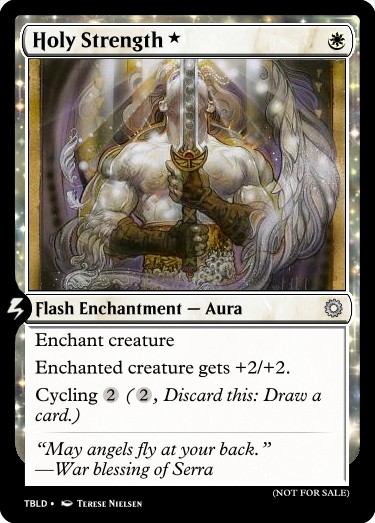 Holy Strength ★
Flash Enchantment — Aura
Enchant creature
Enchanted creature gets +2/+2.
Cycling 2 (2, Discard this: Draw a
card.)
“May angels fly at your back.”
—War blessing of Serra
(NOT FOR SALE)
TBLD • Terese Nielsen